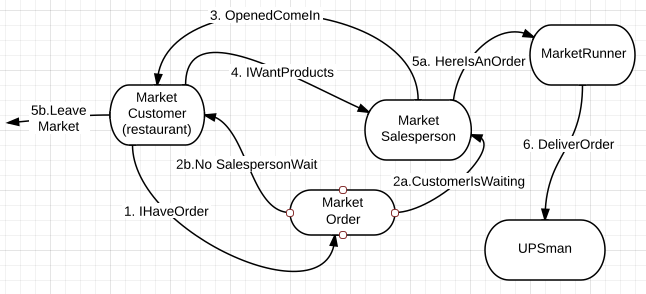 3. OpenedComeIn
MarketRunner
5a. HereIsAnOrder
4. IWantProducts
Market
Customer
(restaurant)
5b.Leave
Market
Market
Salesperson
6. DeliverOrder
2b.No SalespersonWait
2a.CustomerIsWaiting
1. IHaveOrder
Market
Order
UPSman